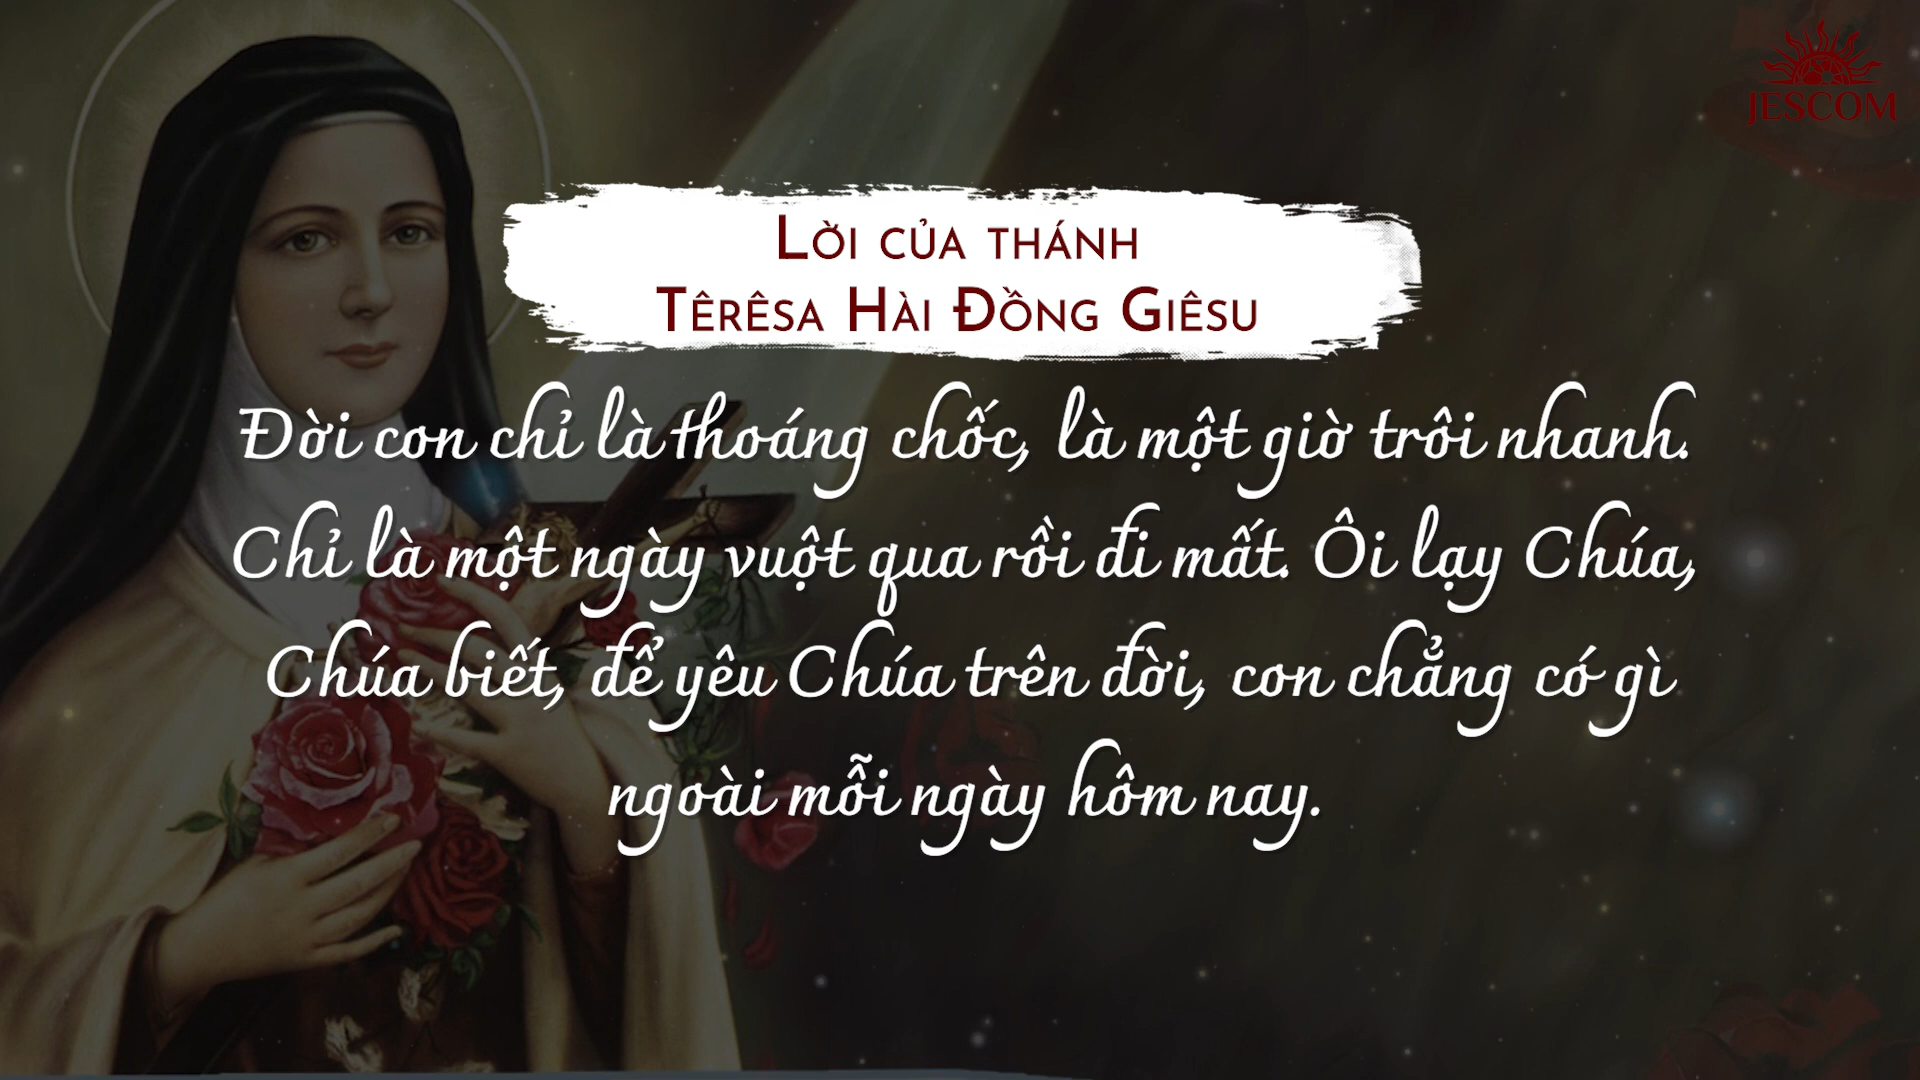 JESCOM
Lời của thánh
Têrêsa Hài Đồng Giêsu
Đời con chỉ là thoáng chốc, là một giờ trôi nhanh.
Chỉ là một ngày vuột qua rồi đi mất. Ôi lạy Chúa,
Chúa biết, để yêu Chúa trên đời, con chẳng có gì
ngoài mỗi ngày hôm nay.